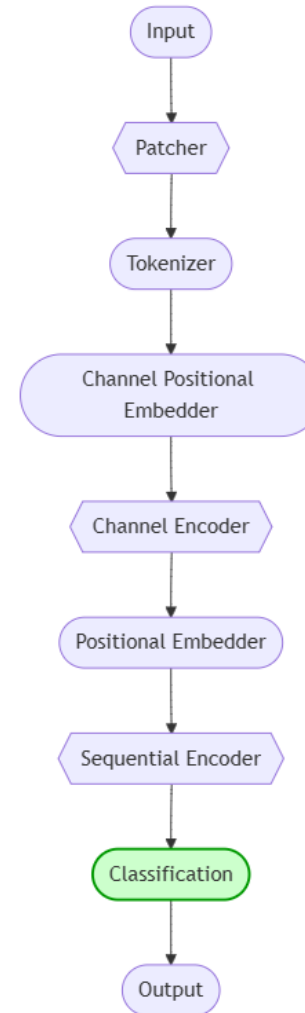 Input
Patcher
Tokenizer
Channel Positional
Embedder
Channel Encoder
Positional Embedder
Sequential Encoder
Classification
Output